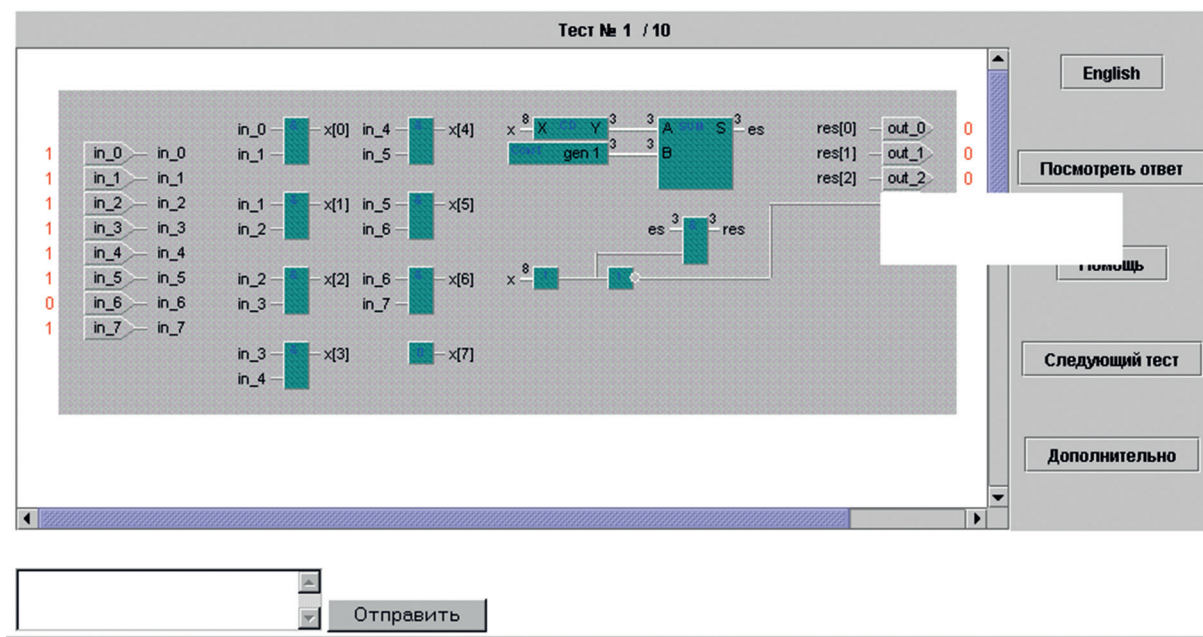 Тест № 1 / 10
English
Посмотреть ответ
Помощь
Следующий тест
Дополнительно
1 in_0 in_0
1 in_1 in_1
1 in_2 in_2
1 in_3 in_3
1 in_4 in_4
1 in_5 in_5
0 in_6 in_6
1 in_7 in_7
in_0 & x[0]
in_1
in_1 & x[1]
in_2
in_2 & x[2]
in_3
in_3 & x[3]
in_4
in_4 & x[4]
in_5
in_5 & x[5]
in_6
in_6 & x[6]
in_7
0 x[7]
x 8 X CD Y 3 3 A SUM S 3 es
gen 1 3 3 B
es 3 & 3 res
x 8
res[0] out_0 0
res[1] out_1 0
res[2] out_2 0
Отправить